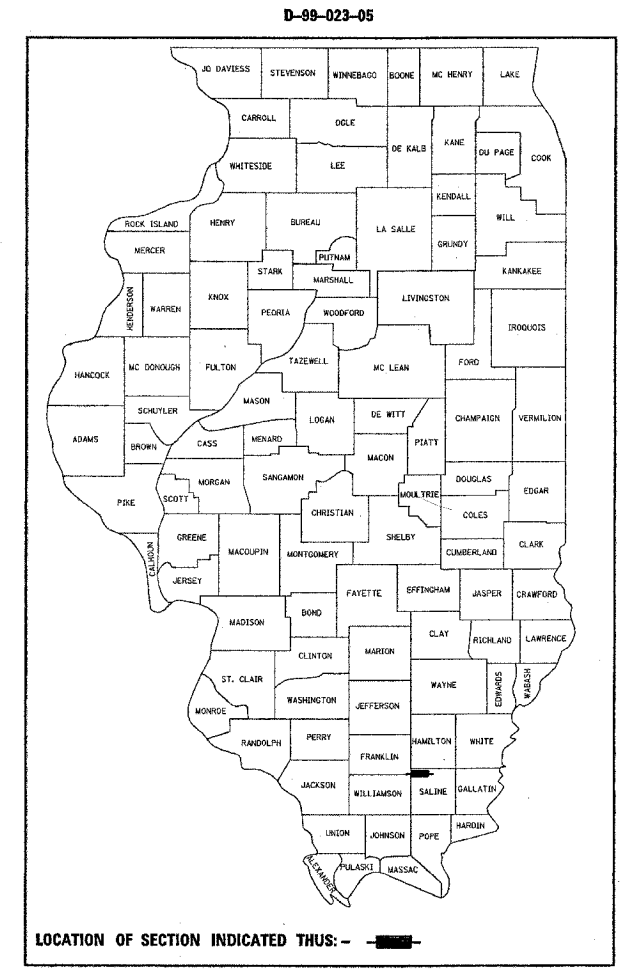 D-99-023-05
JO DAVIESS STEVENSON WINNEBAGO BOONE MC HENRY LAKE
CARROLL OGLE DE KALB KANE DU PAGE COOK
WHITESIDE LEE
KENDALL
ROCK ISLAND HENRY BUREAU LA SALLE WILL
MERCER PUTNAM GRUNDY
STARK MARSHALL KANKAKEE
HENDERSON WARREN KNOX PEORIA WOODFORD LIVINGSTON IROQUOIS
HANCOCK MC DONOUGH FULTON TAZEWELL MC LEAN FORD
MASON
SCHUYLER LOGAN DE WITT CHAMPAIGN VERMILION
ADAMS BROWN CASS MENARD PIATT
MACON
MORGAN SANGAMON DOUGLAS EDGAR
PIKE SCOTT MOULTRIE
CHRISTIAN COLES
GREENE MACOUPIN MONTGOMERY SHELBY CLARK
CALHOUN CUMBERLAND
JERSEY FAYETTE EFFINGHAM JASPER CRAWFORD
MADISON BOND
CLAY RICHLAND LAWRENCE
CLINTON MARION
ST. CLAIR WAYNE EDWARDS WABASH
WASHINGTON JEFFERSON
MONROE
RANDOLPH PERRY HAMILTON WHITE
FRANKLIN
JACKSON WILLIAMSON SALINE GALLATIN
UNION JOHNSON POPE HARDIN
ALEXANDER PULASKI MASSAC
LOCATION OF SECTION INDICATED THUS: -